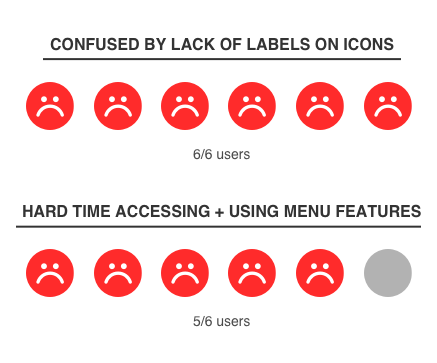 CONFUSED BY LACK OF LABELS ON ICONS
6/6 users
HARD TIME ACCESSING + USING MENU FEATURES
5/6 users